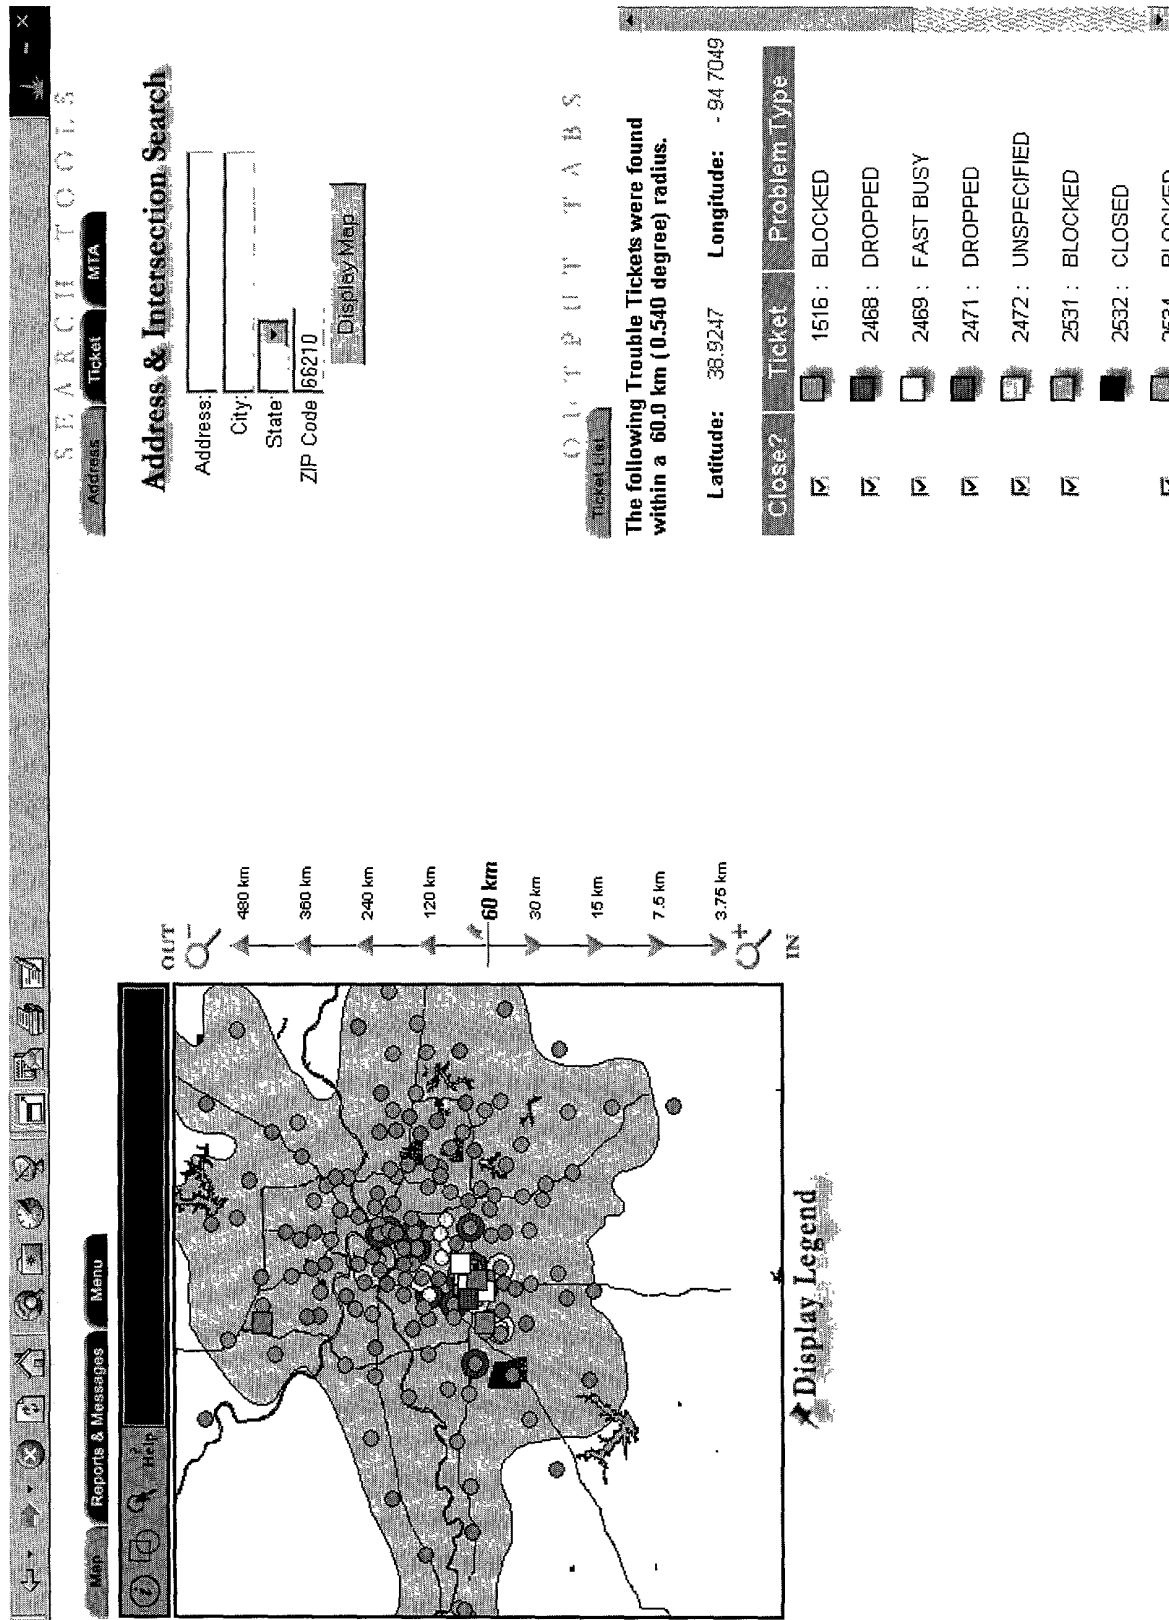 SEARCH TOOLS
Map Reports & Messages Menu
Address Ticket MTA
i Help
Address & Intersection Search
Address:
City:
State:
ZIP Code 66210
Display Map
OUT
480 km
360 km
240 km
120 km
60 km
30 km
15 km
7.5 km
3.75 km
IN
Display Legend
OUTPUT TABS
Ticket List
The following Trouble Tickets were found
within a 60.0 km (0.540 degree) radius.
Latitude: 38.9247 Longitude: - 94.7049
Close? Ticket Problem Type
1516 : BLOCKED
2468 : DROPPED
2469 : FAST BUSY
2471 : DROPPED
2472 : UNSPECIFIED
2531 : BLOCKED
2532 : CLOSED
2534 BLOCKED